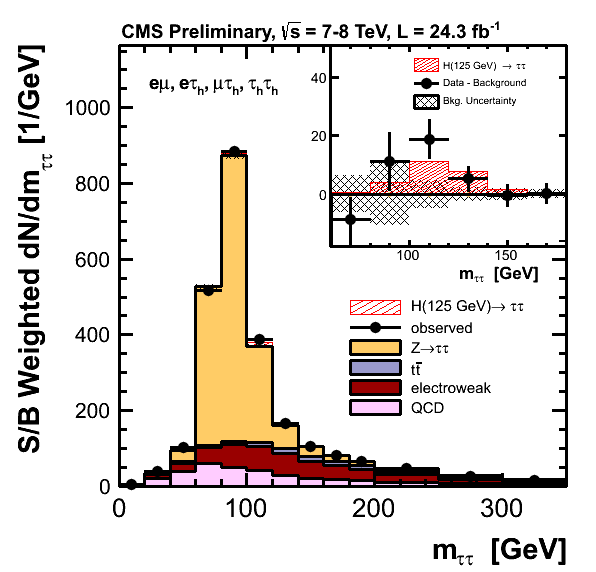 CMS Preliminary, √s = 7-8 TeV, L = 24.3 fb⁻¹
S/B Weighted dN/dmττ [1/GeV]
eμ, eτh, μτh, τhτh
1000
800
600
400
200
0
0
100
200
300
mττ [GeV]
40
20
0
100
150
mττ [GeV]
H(125 GeV) → ττ
Data - Background
Bkg. Uncertainty
H(125 GeV)→ ττ
observed
Z→ττ
tt̄
electroweak
QCD